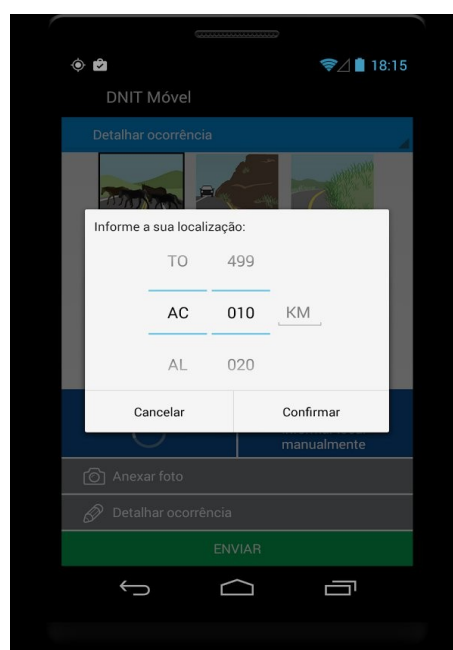 18:15
DNIT Móvel
Detalhar ocorrência
Informe a sua localização:
TO 499
AC 010 KM
AL 020
Cancelar Confirmar
manualmente
Anexar foto
Detalhar ocorrência
ENVIAR